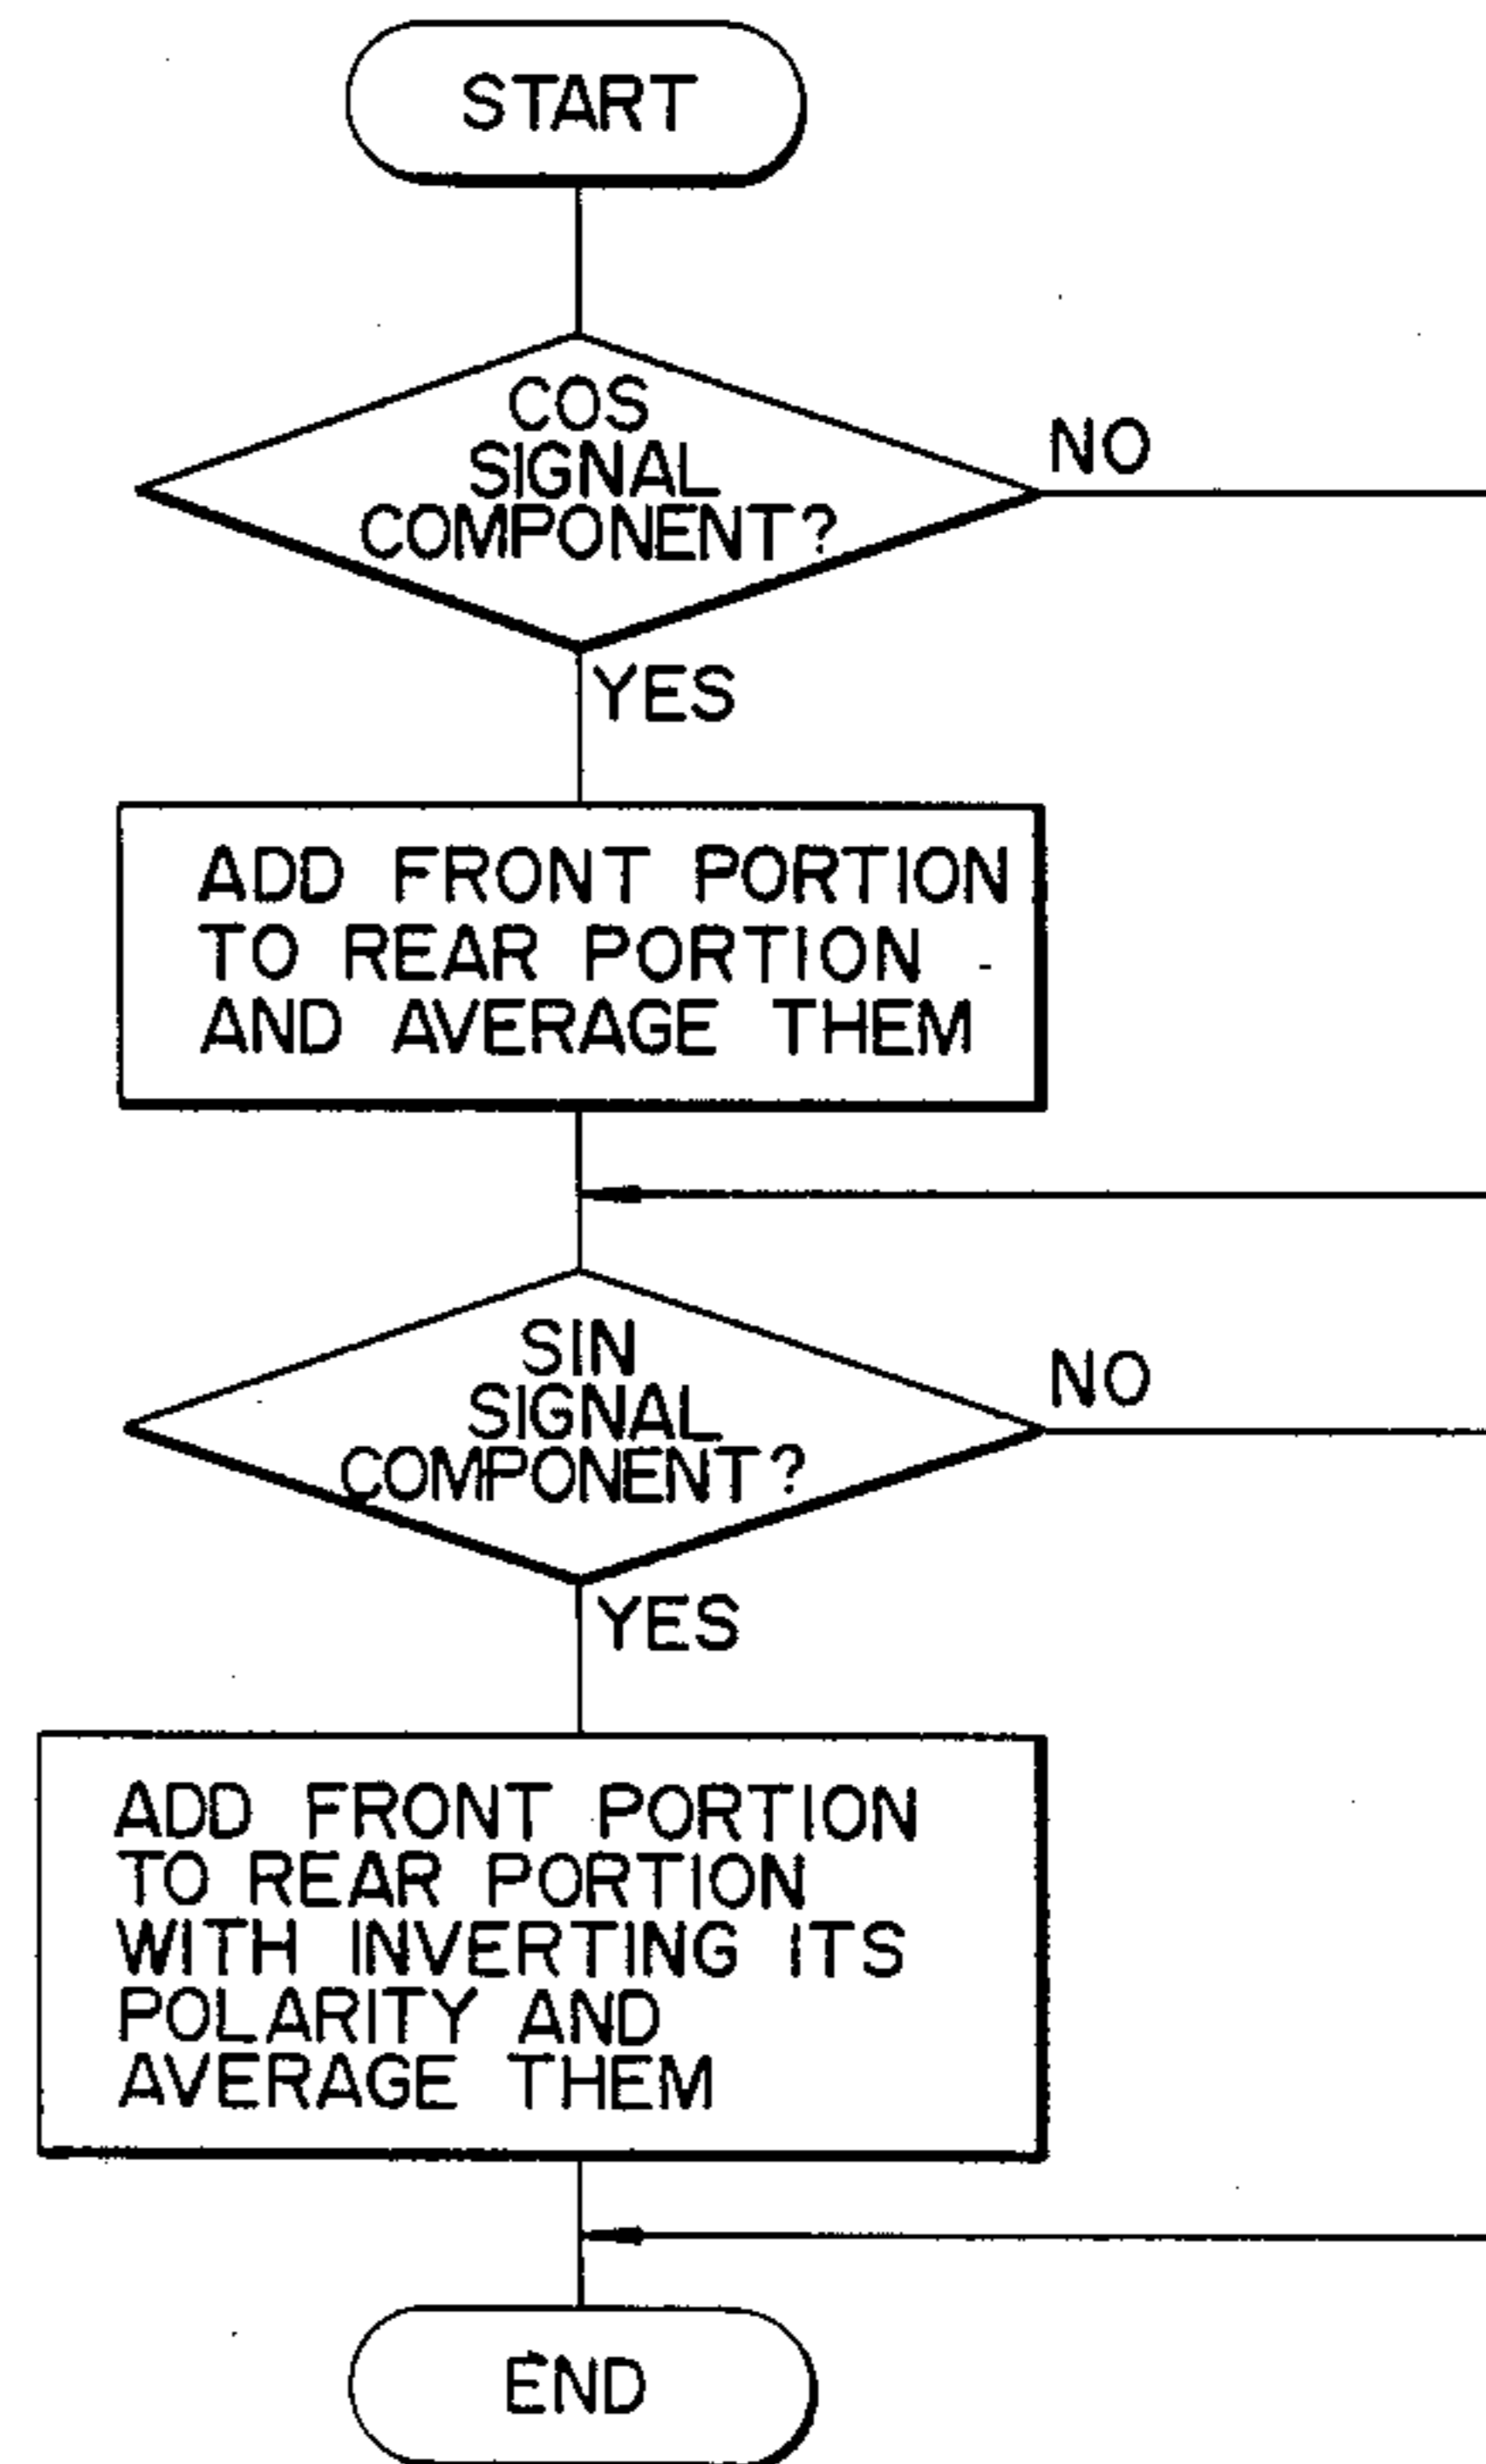 START
COS
SIGNAL
COMPONENT?
NO
YES
ADD FRONT PORTION
TO REAR PORTION
AND AVERAGE THEM
SIN
SIGNAL
COMPONENT?
NO
YES
ADD FRONT PORTION
TO REAR PORTION
WITH INVERTING ITS
POLARITY AND
AVERAGE THEM
END